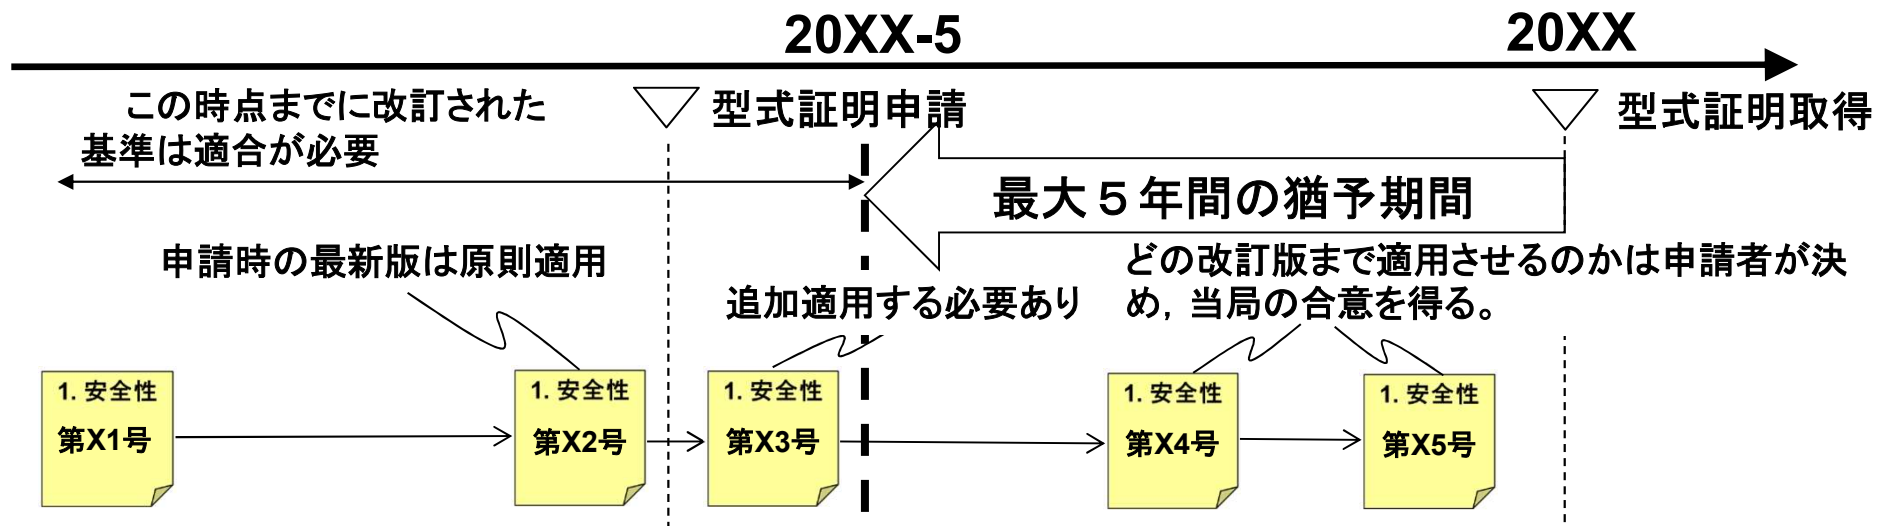 20XX-5
20XX
この時点までに改訂された
基準は適合が必要
型式証明申請
型式証明取得
最大５年間の猶予期間
申請時の最新版は原則適用
追加適用する必要あり
どの改訂版まで適用させるのかは申請者が決
め，当局の合意を得る。
1. 安全性
第X1号
1. 安全性
第X2号
1. 安全性
第X3号
1. 安全性
第X4号
1. 安全性
第X5号